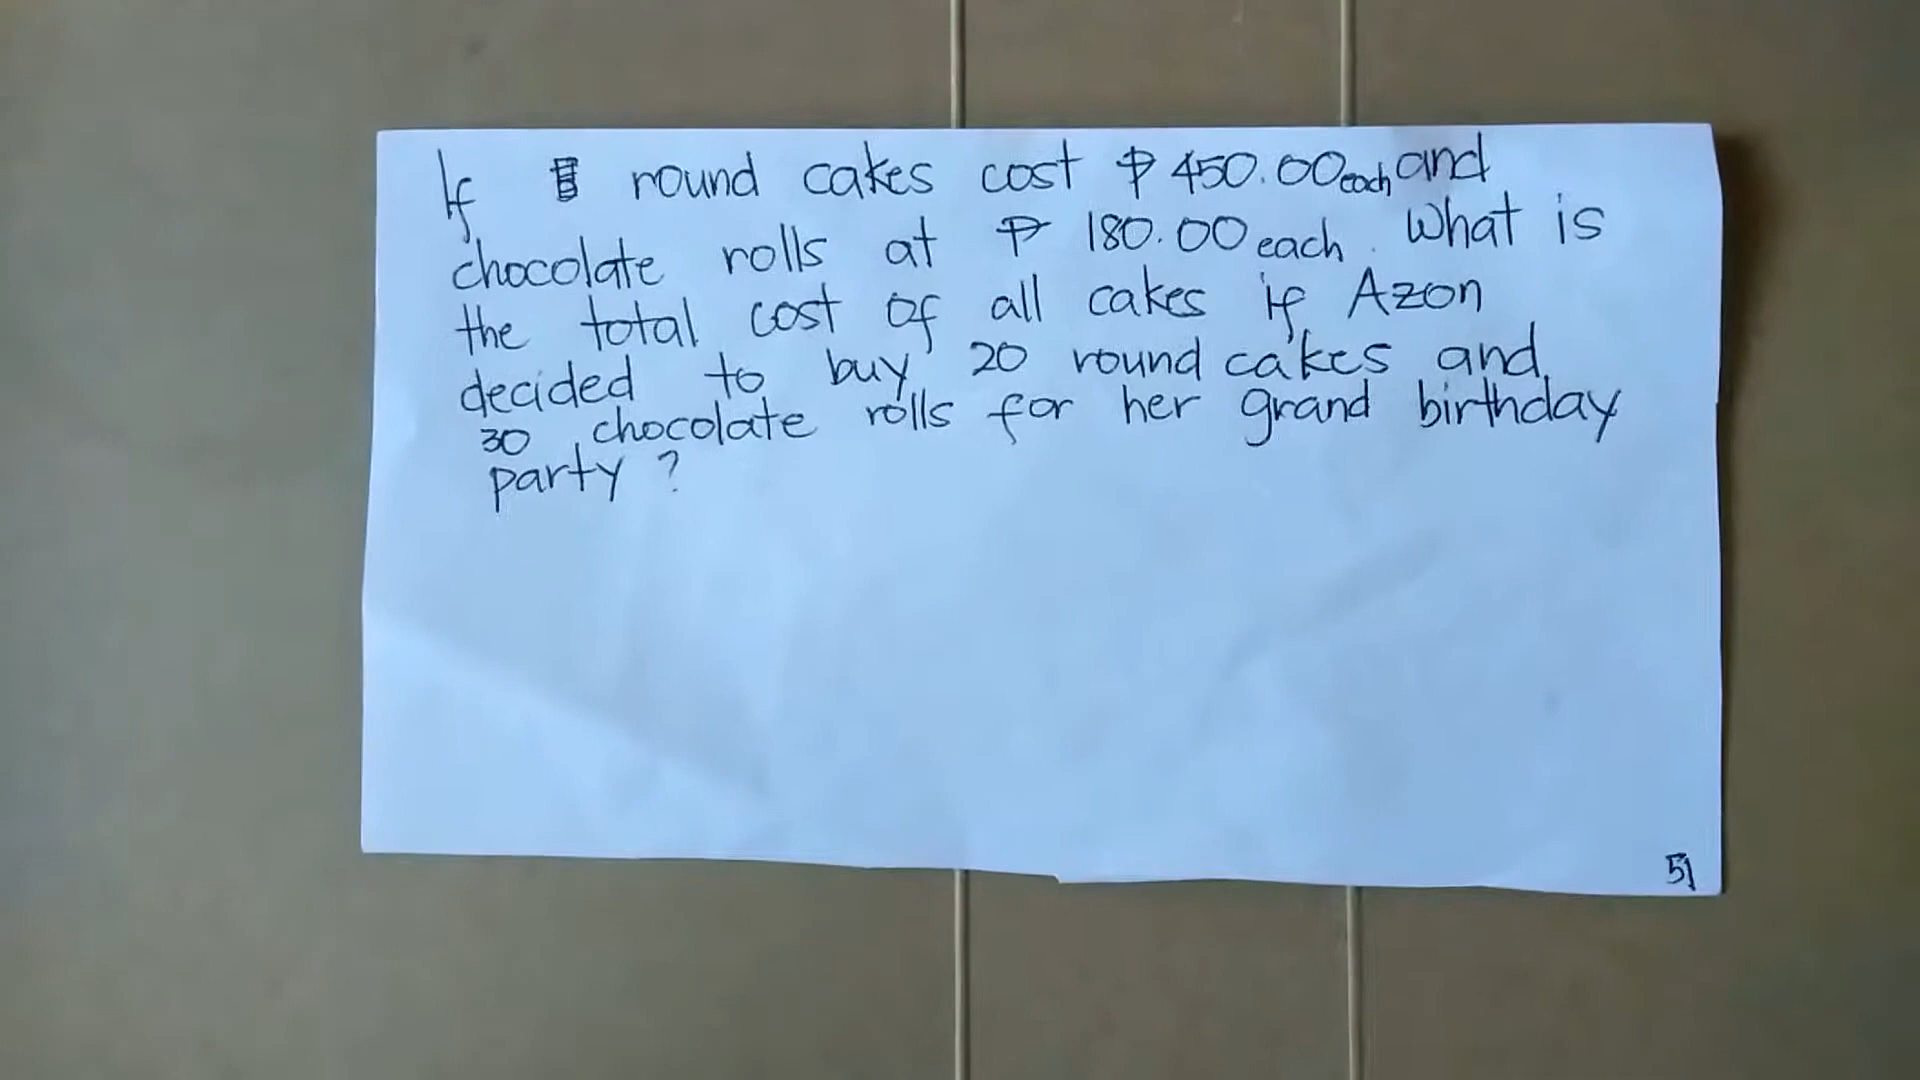 If round cakes cost ₱ 450.00 each and
chocolate rolls at ₱ 180.00 each. What is
the total cost of all cakes if Azon
decided to buy 20 round cakes and
30 chocolate rolls for her grand birthday
party ?
51